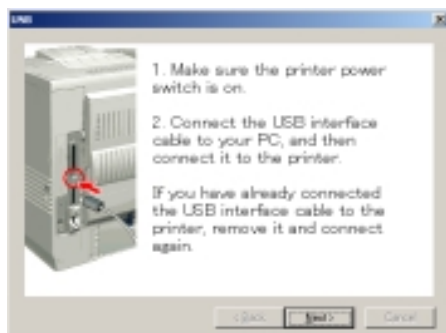 USB
1. Make sure the printer power
switch is on.
2. Connect the USB interface
cable to your PC, and then
connect it to the printer.
If you have already connected
the USB interface cable to the
printer, remove it and connect
again.
< Back
Next >
Cancel